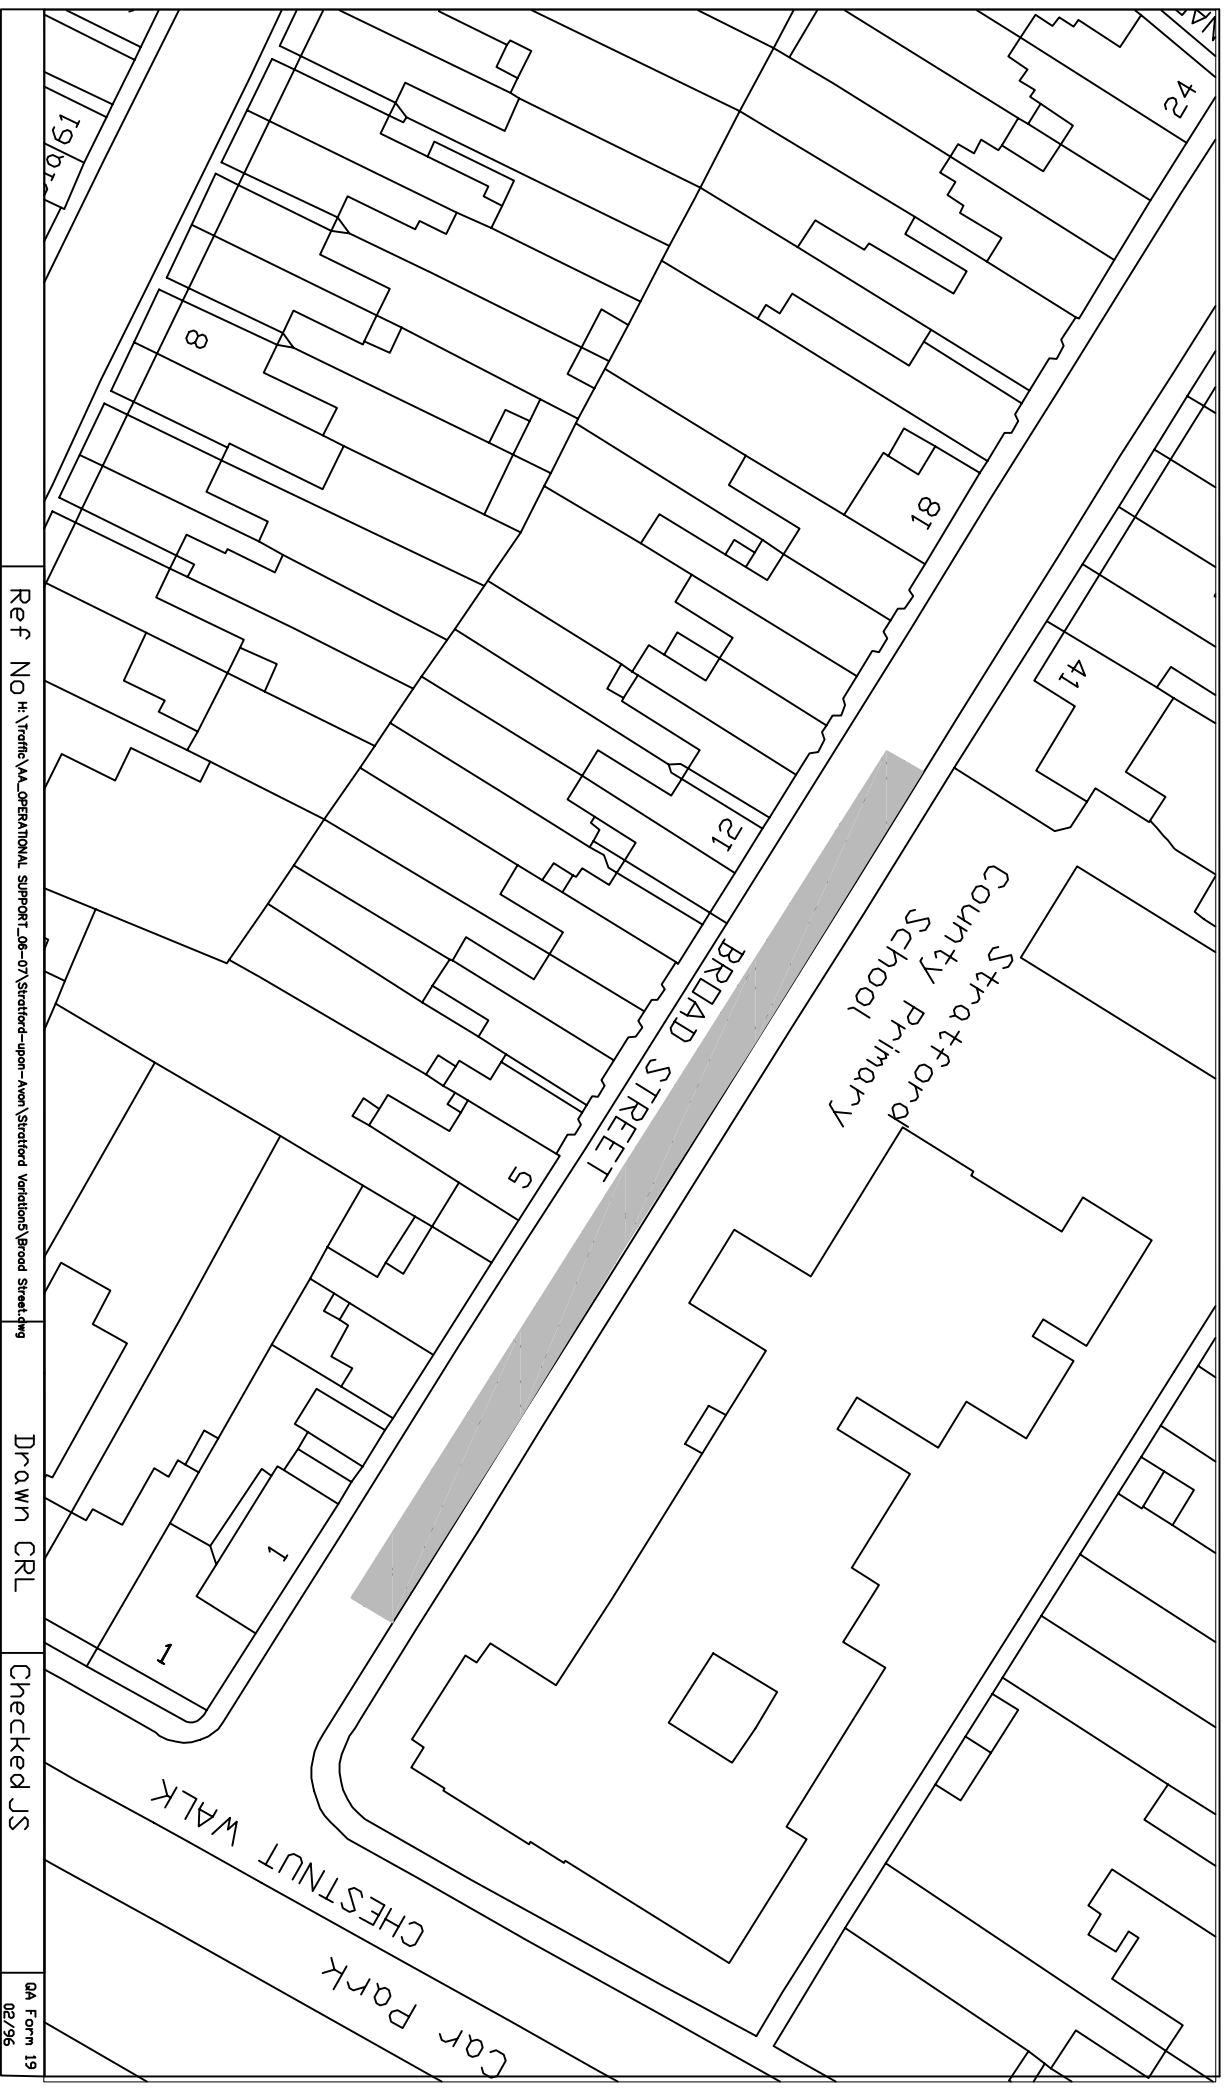 24
61
8
18
41
12
Stratford
County Primary
School
BROAD STREET
5
1
1
CHESTNUT WALK
Car Park
Ref No H:\Traffic\AA_OPERATIONAL SUPPORT_06-07\Stratford-upon-Avon\Stratford Variation5\Broad Street.dwg
Drawn CRL
Checked JS
QA Form 19
02/96